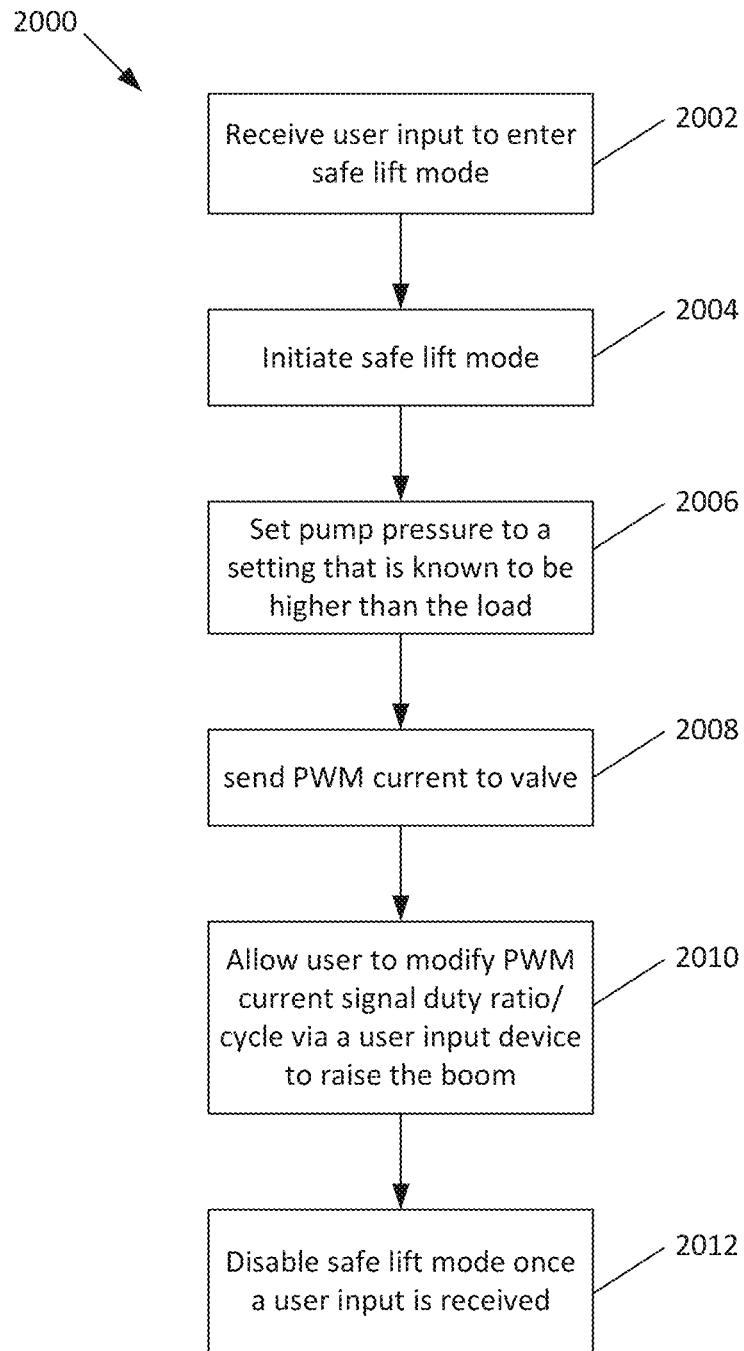 2000
Receive user input to enter
safe lift mode
2002
Initiate safe lift mode
2004
Set pump pressure to a
setting that is known to be
higher than the load
2006
send PWM current to valve
2008
Allow user to modify PWM
current signal duty ratio/
cycle via a user input device
to raise the boom
2010
Disable safe lift mode once
a user input is received
2012